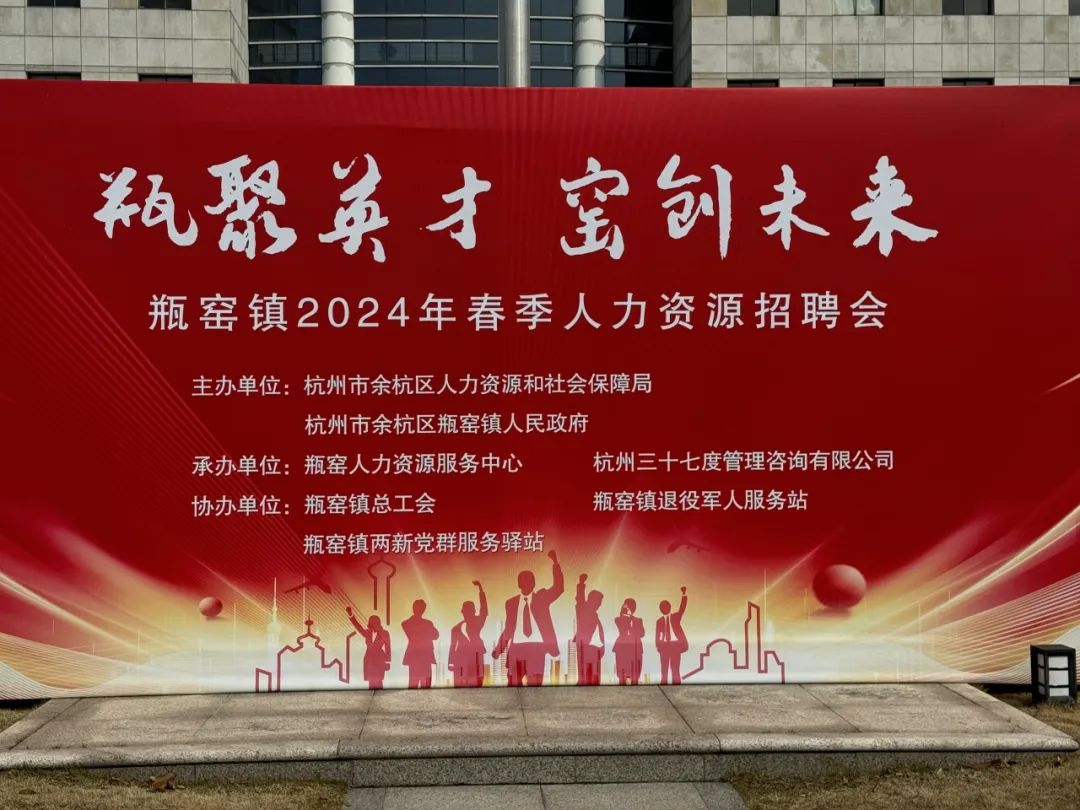 瓶聚英才 窑创未来
瓶窑镇2024年春季人力资源招聘会
主办单位：杭州市余杭区人力资源和社会保障局
杭州市余杭区瓶窑镇人民政府
承办单位：瓶窑人力资源服务中心 杭州三十七度管理咨询有限公司
协办单位：瓶窑镇总工会 瓶窑镇退役军人服务站
瓶窑镇两新党群服务驿站